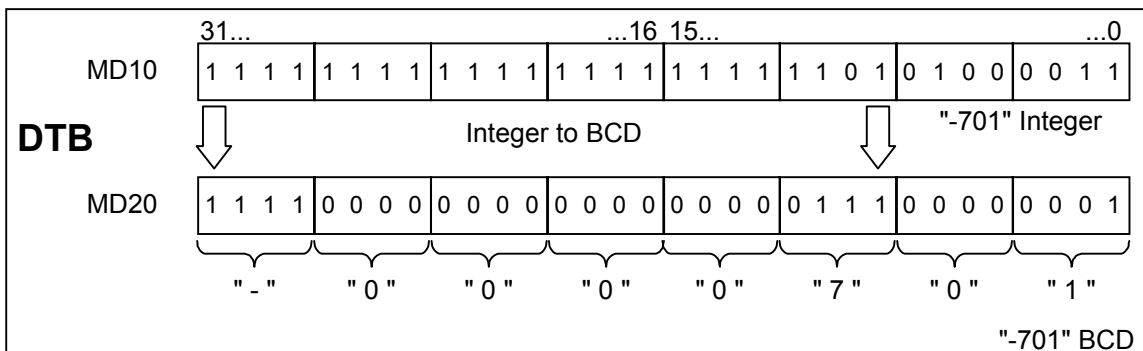 31... ...16 15... ...0
MD10 1 1 1 1 1 1 1 1 1 1 1 1 1 1 1 1 1 1 1 1 1 1 0 1 0 1 0 0 0 0 1 1
DTB Integer to BCD "-701" Integer
MD20 1 1 1 1 0 0 0 0 0 0 0 0 0 0 0 0 0 0 0 0 0 1 1 1 0 0 0 0 0 0 0 1
" - " " 0 " " 0 " " 0 " " 0 " " 7 " " 0 " " 1 "
"-701" BCD